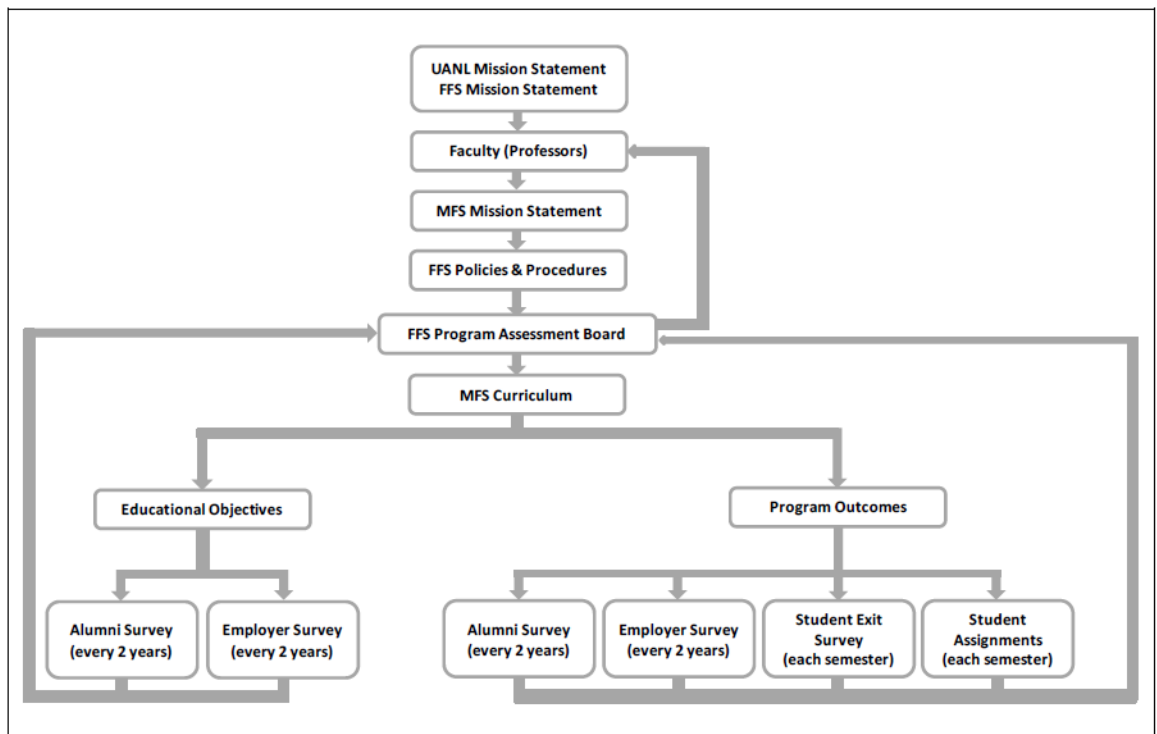 UANL Mission Statement
FFS Mission Statement
Faculty (Professors)
MFS Mission Statement
FFS Policies & Procedures
FFS Program Assessment Board
MFS Curriculum
Educational Objectives
Program Outcomes
Alumni Survey
(every 2 years)
Employer Survey
(every 2 years)
Alumni Survey
(every 2 years)
Employer Survey
(every 2 years)
Student Exit
Survey
(each semester)
Student
Assignments
(each semester)